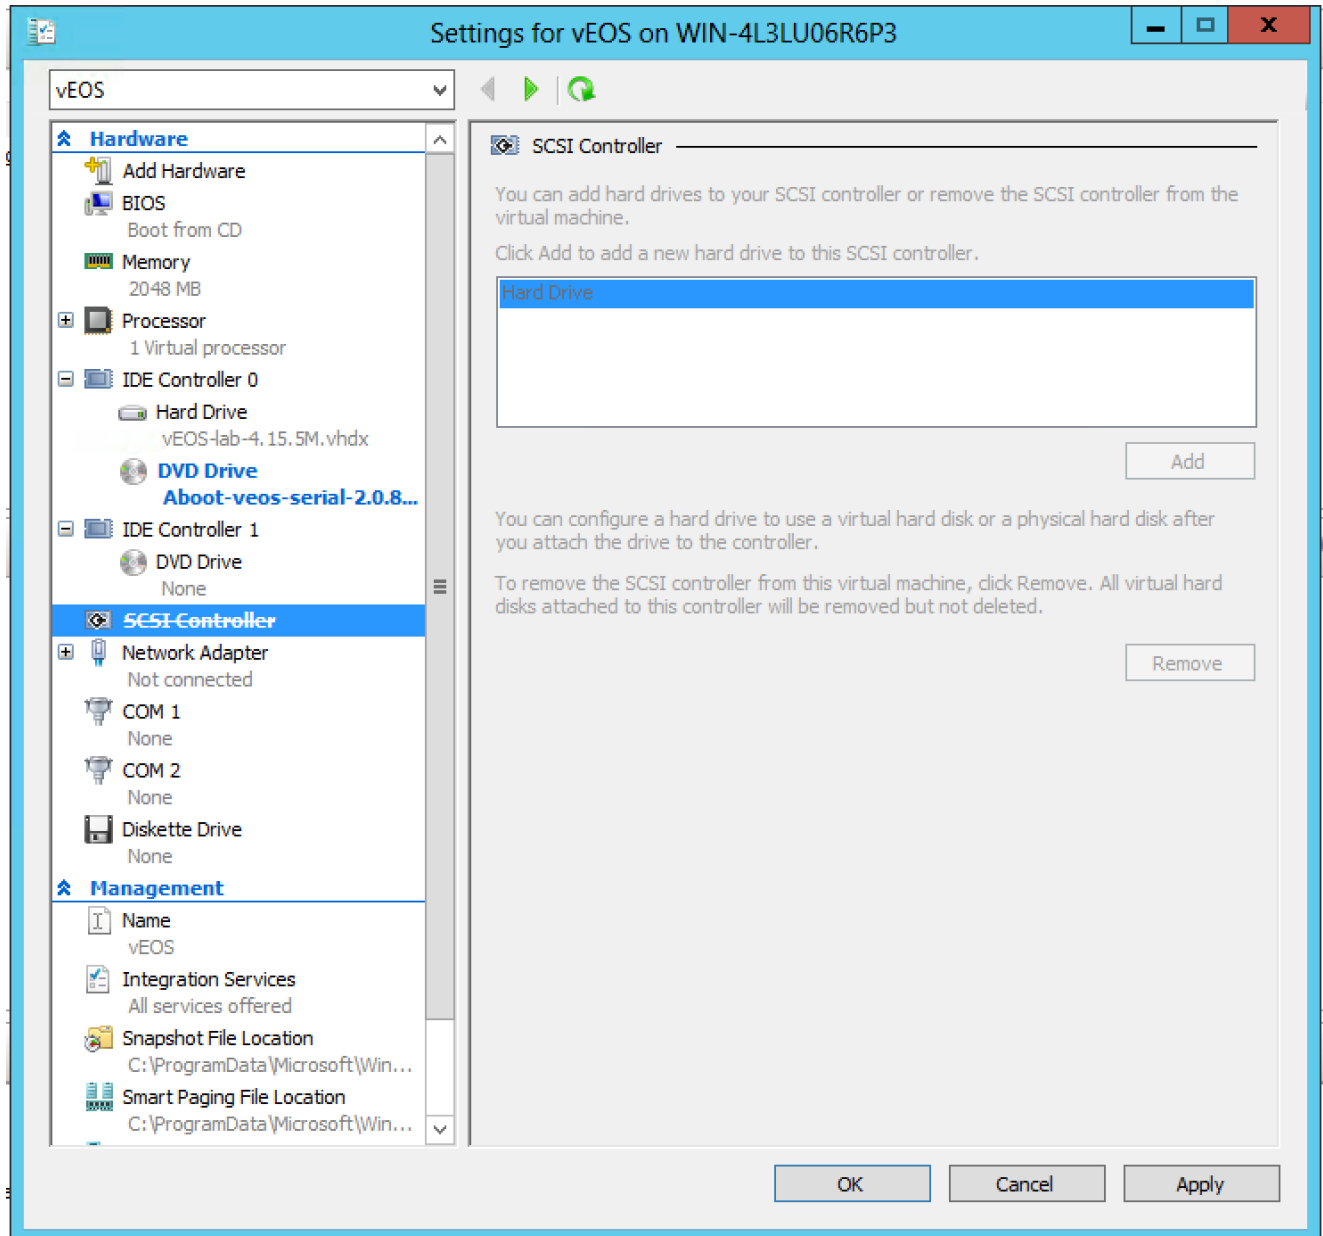 Settings for vEOS on WIN-4L3LU06R6P3
x
vEOS
Hardware
Add Hardware
BIOS
Boot from CD
Memory
2048 MB
Processor
1 Virtual processor
IDE Controller 0
Hard Drive
vEOS-lab-4.15.5M.vhdx
DVD Drive
Aboot-veos-serial-2.0.8...
IDE Controller 1
DVD Drive
None
SCSI Controller
Network Adapter
Not connected
COM 1
None
COM 2
None
Diskette Drive
None
Management
Name
vEOS
Integration Services
All services offered
Snapshot File Location
C:\ProgramData\Microsoft\Win...
Smart Paging File Location
C:\ProgramData\Microsoft\Win...
SCSI Controller
You can add hard drives to your SCSI controller or remove the SCSI controller from the
virtual machine.
Click Add to add a new hard drive to this SCSI controller.
Hard Drive
Add
You can configure a hard drive to use a virtual hard disk or a physical hard disk after
you attach the drive to the controller.
To remove the SCSI controller from this virtual machine, click Remove. All virtual hard
disks attached to this controller will be removed but not deleted.
Remove
OK
Cancel
Apply